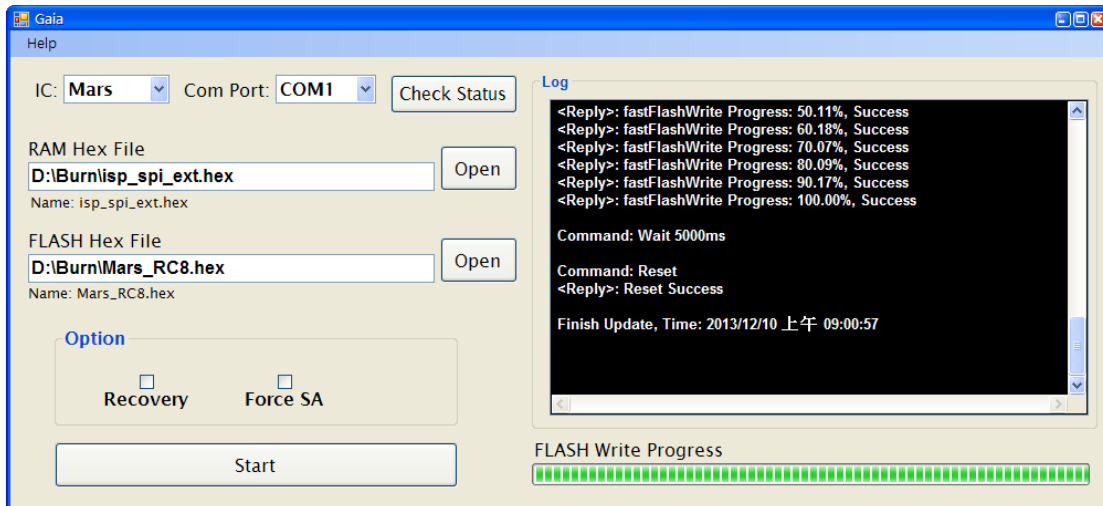 Gaia
Help
IC: Mars Com Port: COM1 Check Status
RAM Hex File
D:\Burn\isp_spi_ext.hex Open
Name: isp_spi_ext.hex
FLASH Hex File
D:\Burn\Mars_RC8.hex Open
Name: Mars_RC8.hex
Option
Recovery Force SA
Start
Log
<Reply>: fastFlashWrite Progress: 50.11%, Success
<Reply>: fastFlashWrite Progress: 60.18%, Success
<Reply>: fastFlashWrite Progress: 70.07%, Success
<Reply>: fastFlashWrite Progress: 80.09%, Success
<Reply>: fastFlashWrite Progress: 90.17%, Success
<Reply>: fastFlashWrite Progress: 100.00%, Success
Command: Wait 5000ms
Command: Reset
<Reply>: Reset Success
Finish Update, Time: 2013/12/10 上午 09:00:57
FLASH Write Progress